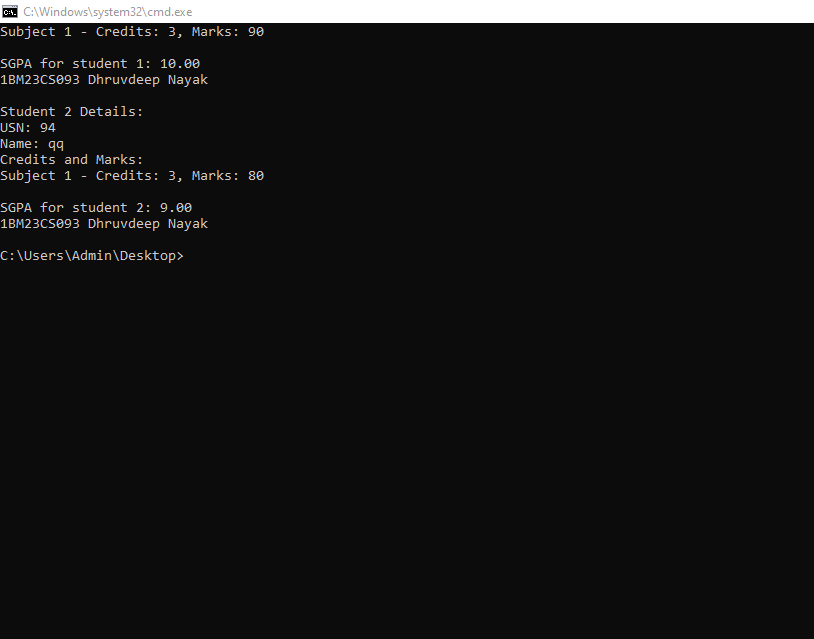 C:\Windows\system32\cmd.exe
Subject 1 - Credits: 3, Marks: 90
SGPA for student 1: 10.00
1BM23CS093 Dhruvdeep Nayak
Student 2 Details:
USN: 94
Name: qq
Credits and Marks:
Subject 1 - Credits: 3, Marks: 80
SGPA for student 2: 9.00
1BM23CS093 Dhruvdeep Nayak
C:\Users\Admin\Desktop>